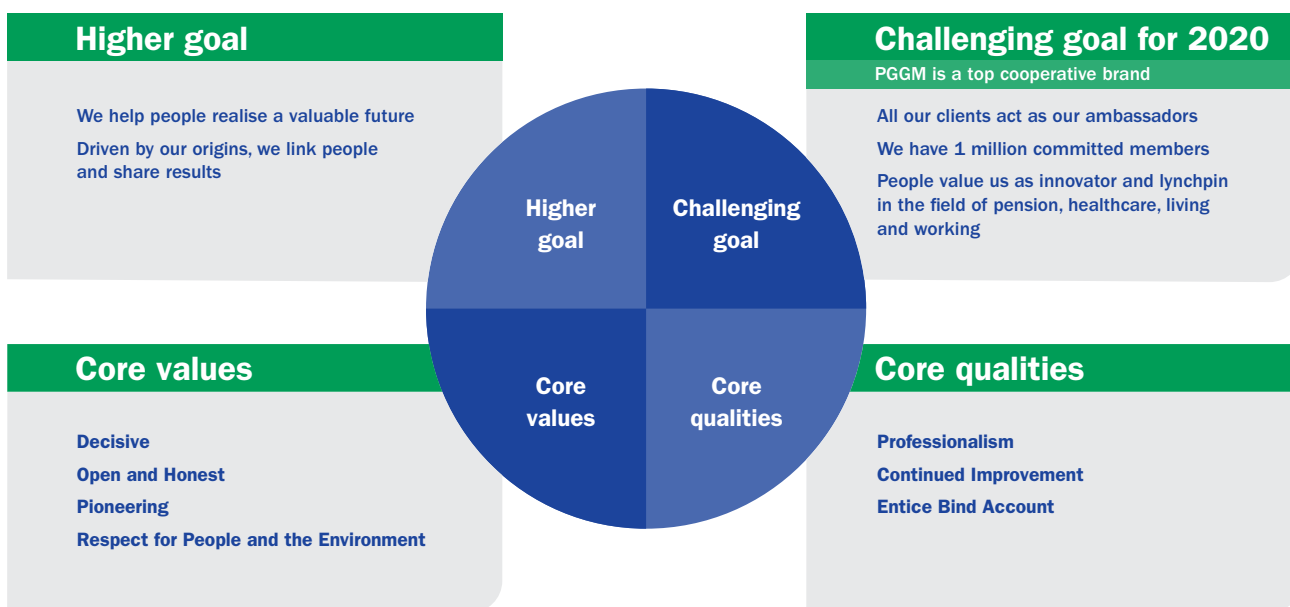 Higher goal
We help people realise a valuable future
Driven by our origins, we link people
and share results
Challenging goal for 2020
PGGM is a top cooperative brand
All our clients act as our ambassadors
We have 1 million committed members
People value us as innovator and lynchpin
in the field of pension, healthcare, living
and working
Higher
goal
Challenging
goal
Core
values
Core
qualities
Core values
Decisive
Open and Honest
Pioneering
Respect for People and the Environment
Core qualities
Professionalism
Continued Improvement
Entice Bind Account